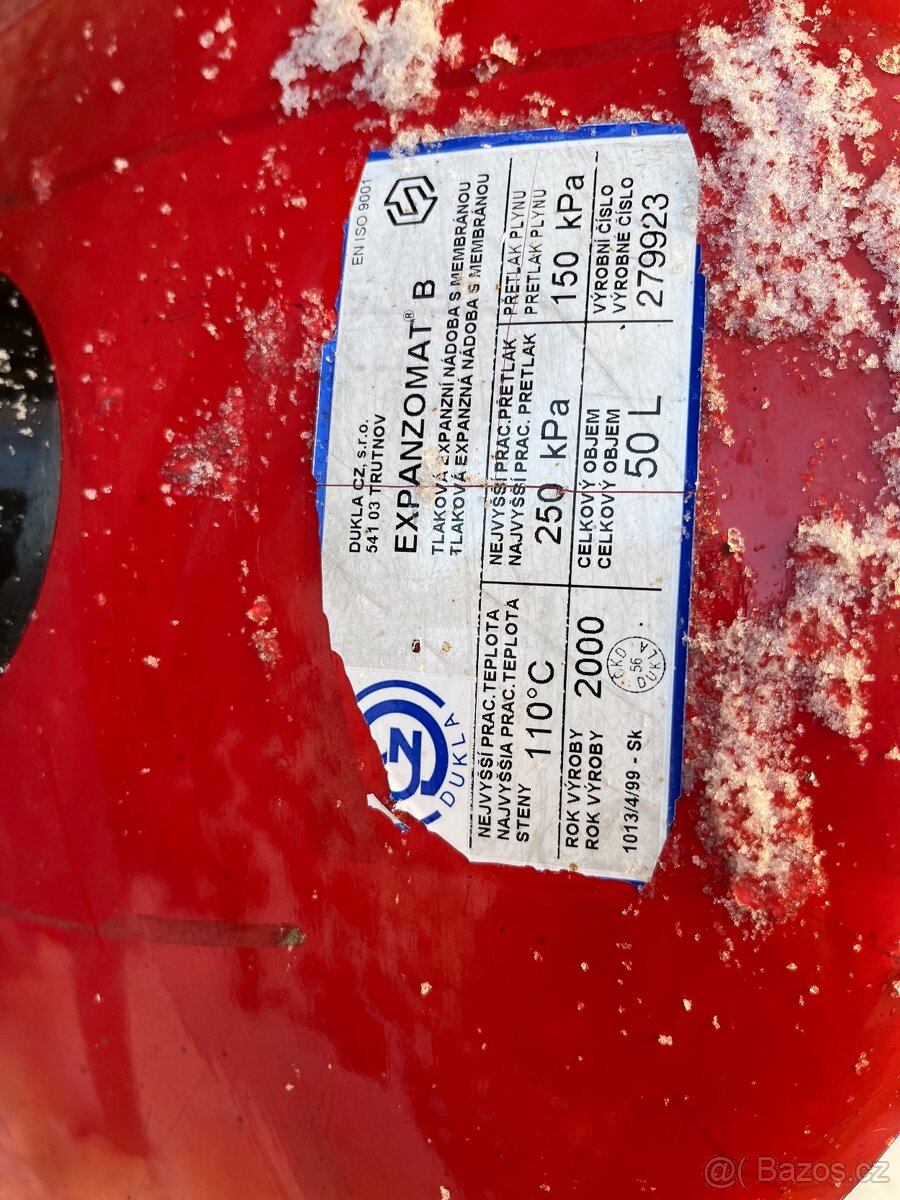 EN ISO 9001
DUKLA CZ, s.r.o.
541 03 TRUTNOV
EXPANZOMAT® B
TLAKOVÁ EXPANZNÍ NÁDOBA S MEMBRÁNOU
TLAKOVÁ EXPANZNÁ NÁDOBA S MEMBRÁNOU
DUKLA
NEJVYŠŠÍ PRAC.TEPLOTA
NAJVYŠŠIA PRAC.TEPLOTA
STENY 110°C
NEJVYŠŠÍ PRAC.PŘETLAK
NAJVYŠŠÍ PRAC. PRETLAK
250 kPa
PŘETLAK PLYNU
PRETLAK PLYNU
150 kPa
ROK VÝROBY
ROK VÝROBY
2000
CELKOVÝ OBJEM
CELKOVÝ OBJEM
50 L
VÝROBNÍ ČÍSLO
VÝROBNÉ ČÍSLO
279923
1013/4/99 - Sk
ČKD
56
DUKLA
@( Bazos.cz